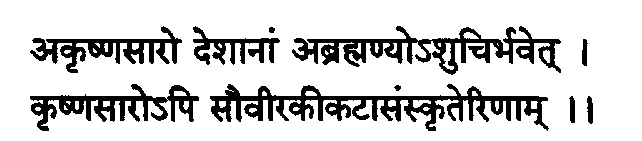 अकृष्णसारो देशानां अब्रह्मण्योऽशुचिर्भवेत् ।
कृष्णसारोऽपि सौवीरकीकटासंस्कृतेरिणाम् ।।